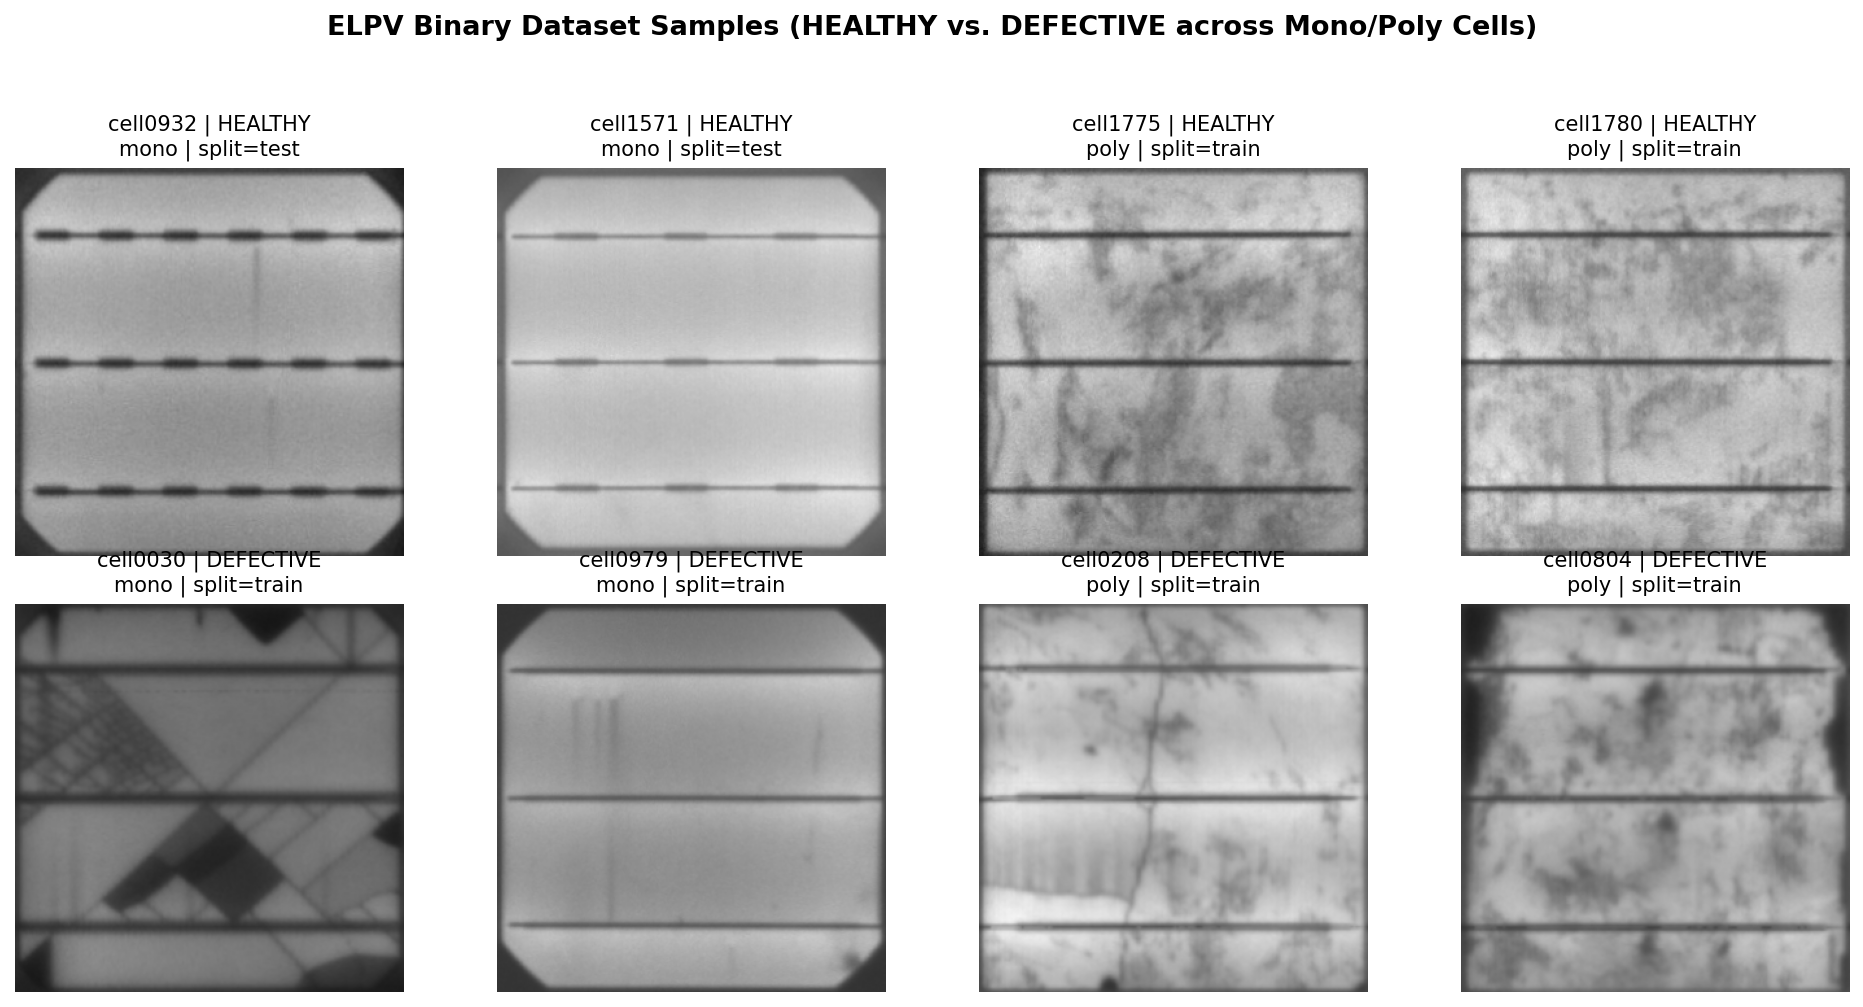 ELPV Binary Dataset Samples (HEALTHY vs. DEFECTIVE across Mono/Poly Cells)
cell0932 | HEALTHY
mono | split=test
cell1571 | HEALTHY
mono | split=test
cell1775 | HEALTHY
poly | split=train
cell1780 | HEALTHY
poly | split=train
cell0030 | DEFECTIVE
mono | split=train
cell0979 | DEFECTIVE
mono | split=train
cell0208 | DEFECTIVE
poly | split=train
cell0804 | DEFECTIVE
poly | split=train